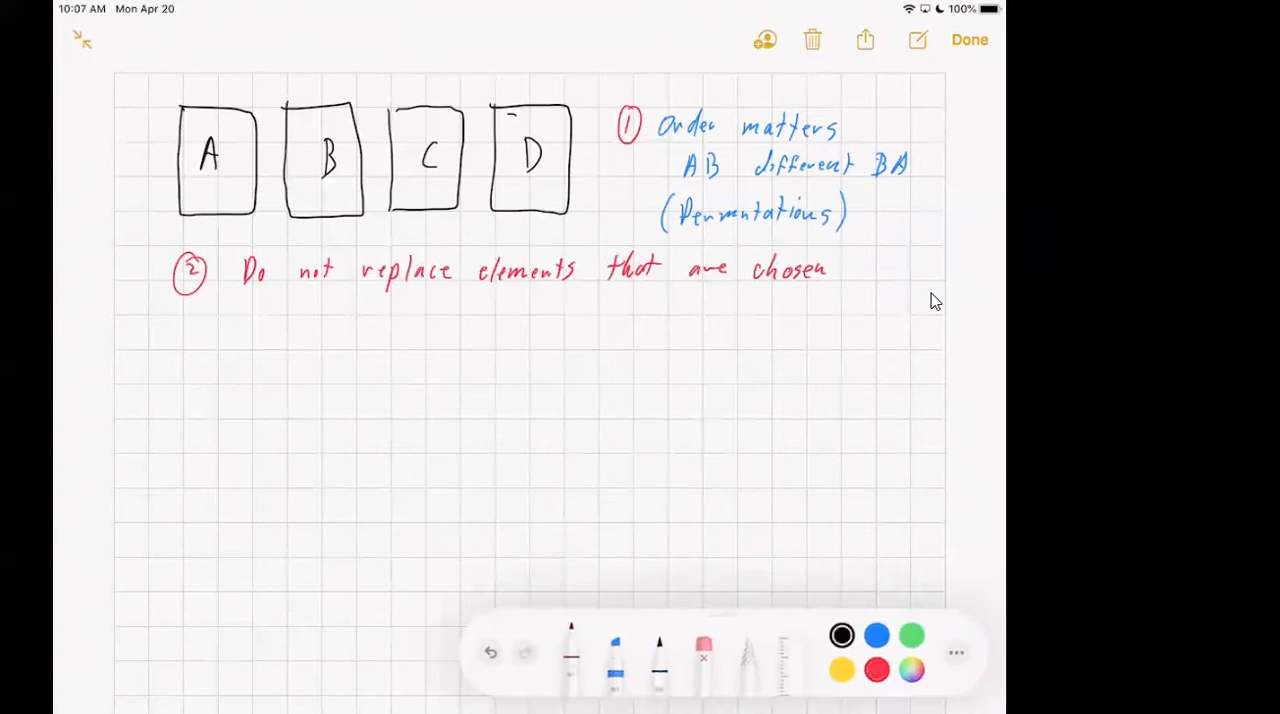 10:07 AM Mon Apr 20
100%
Done
A B C D
① Order matters
AB different BA
(Permutations)
② Do not replace elements that are chosen